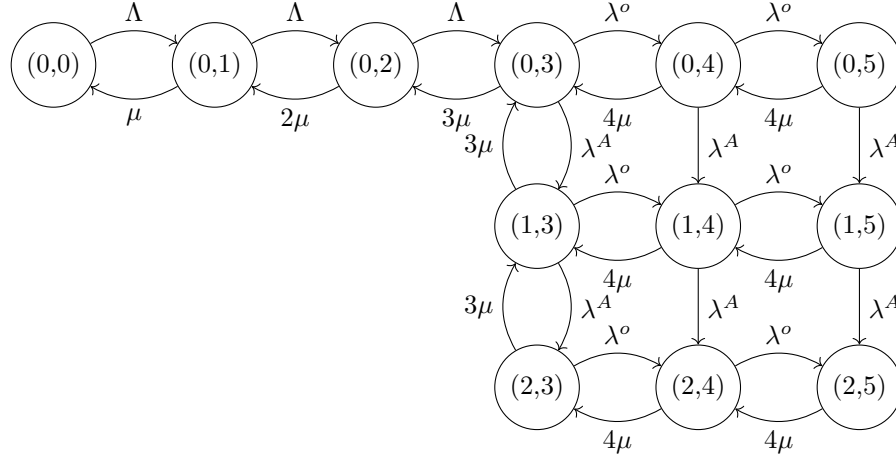 Λ Λ Λ λ^o λ^o
(0,0) (0,1) (0,2) (0,3) (0,4) (0,5)
μ 2μ 3μ 4μ 4μ
3μ λ^A λ^A λ^A
λ^o λ^o
(1,3) (1,4) (1,5)
4μ 4μ
3μ λ^A λ^A λ^A
λ^o λ^o
(2,3) (2,4) (2,5)
4μ 4μ